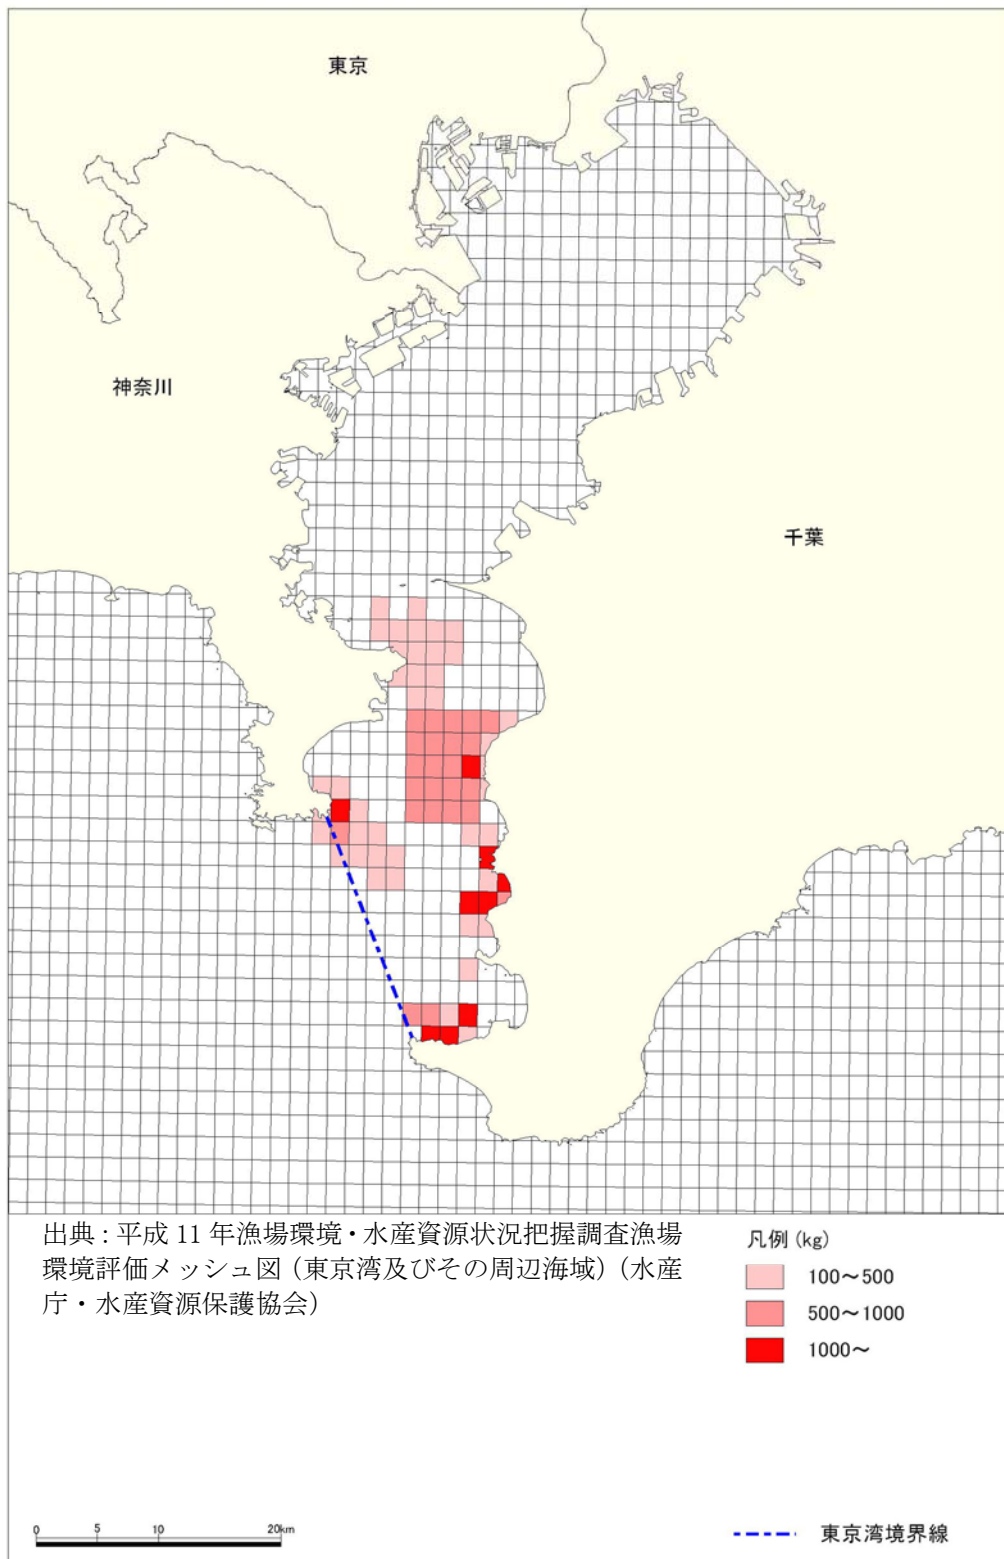 東京
神奈川
千葉
出典：平成 11 年漁場環境・水産資源状況把握調査漁場
環境評価メッシュ図（東京湾及びその周辺海域）（水産
庁・水産資源保護協会）
凡例 (kg)
100～500
500～1000
1000～
0 5 10 20km
東京湾境界線